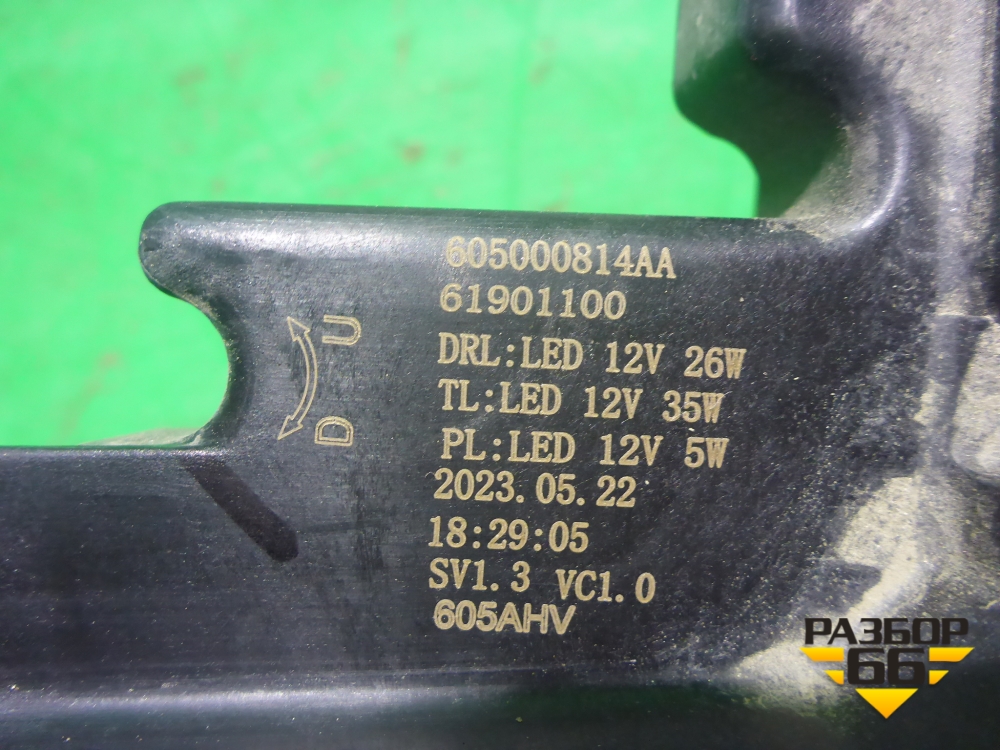 605000814AA
61901100
DRL:LED 12V 26W
TL:LED 12V 35W
PL:LED 12V 5W
2023.05.22
18:29:05
SV1.3 VC1.0
605AHV
U
D
РАЗБОР
66